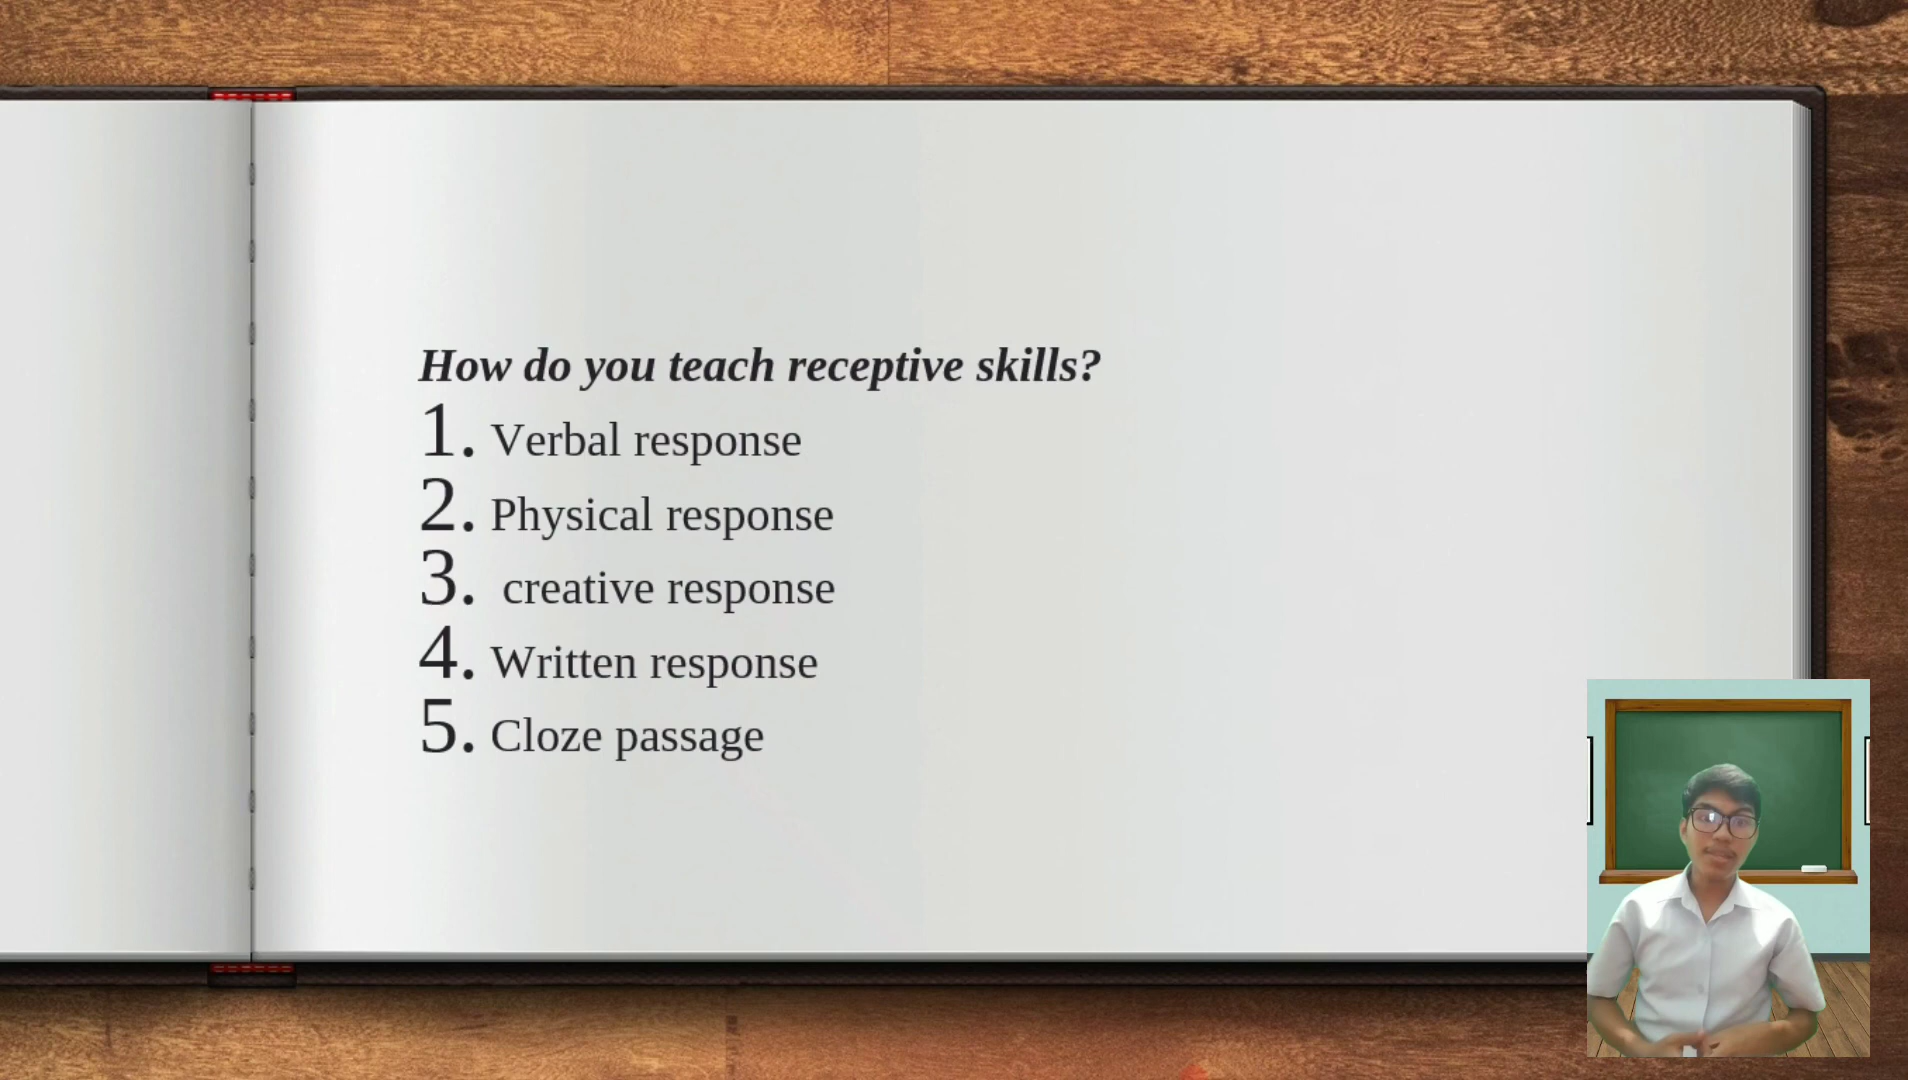 How do you teach receptive skills?
1. Verbal response
2. Physical response
3. creative response
4. Written response
5. Cloze passage